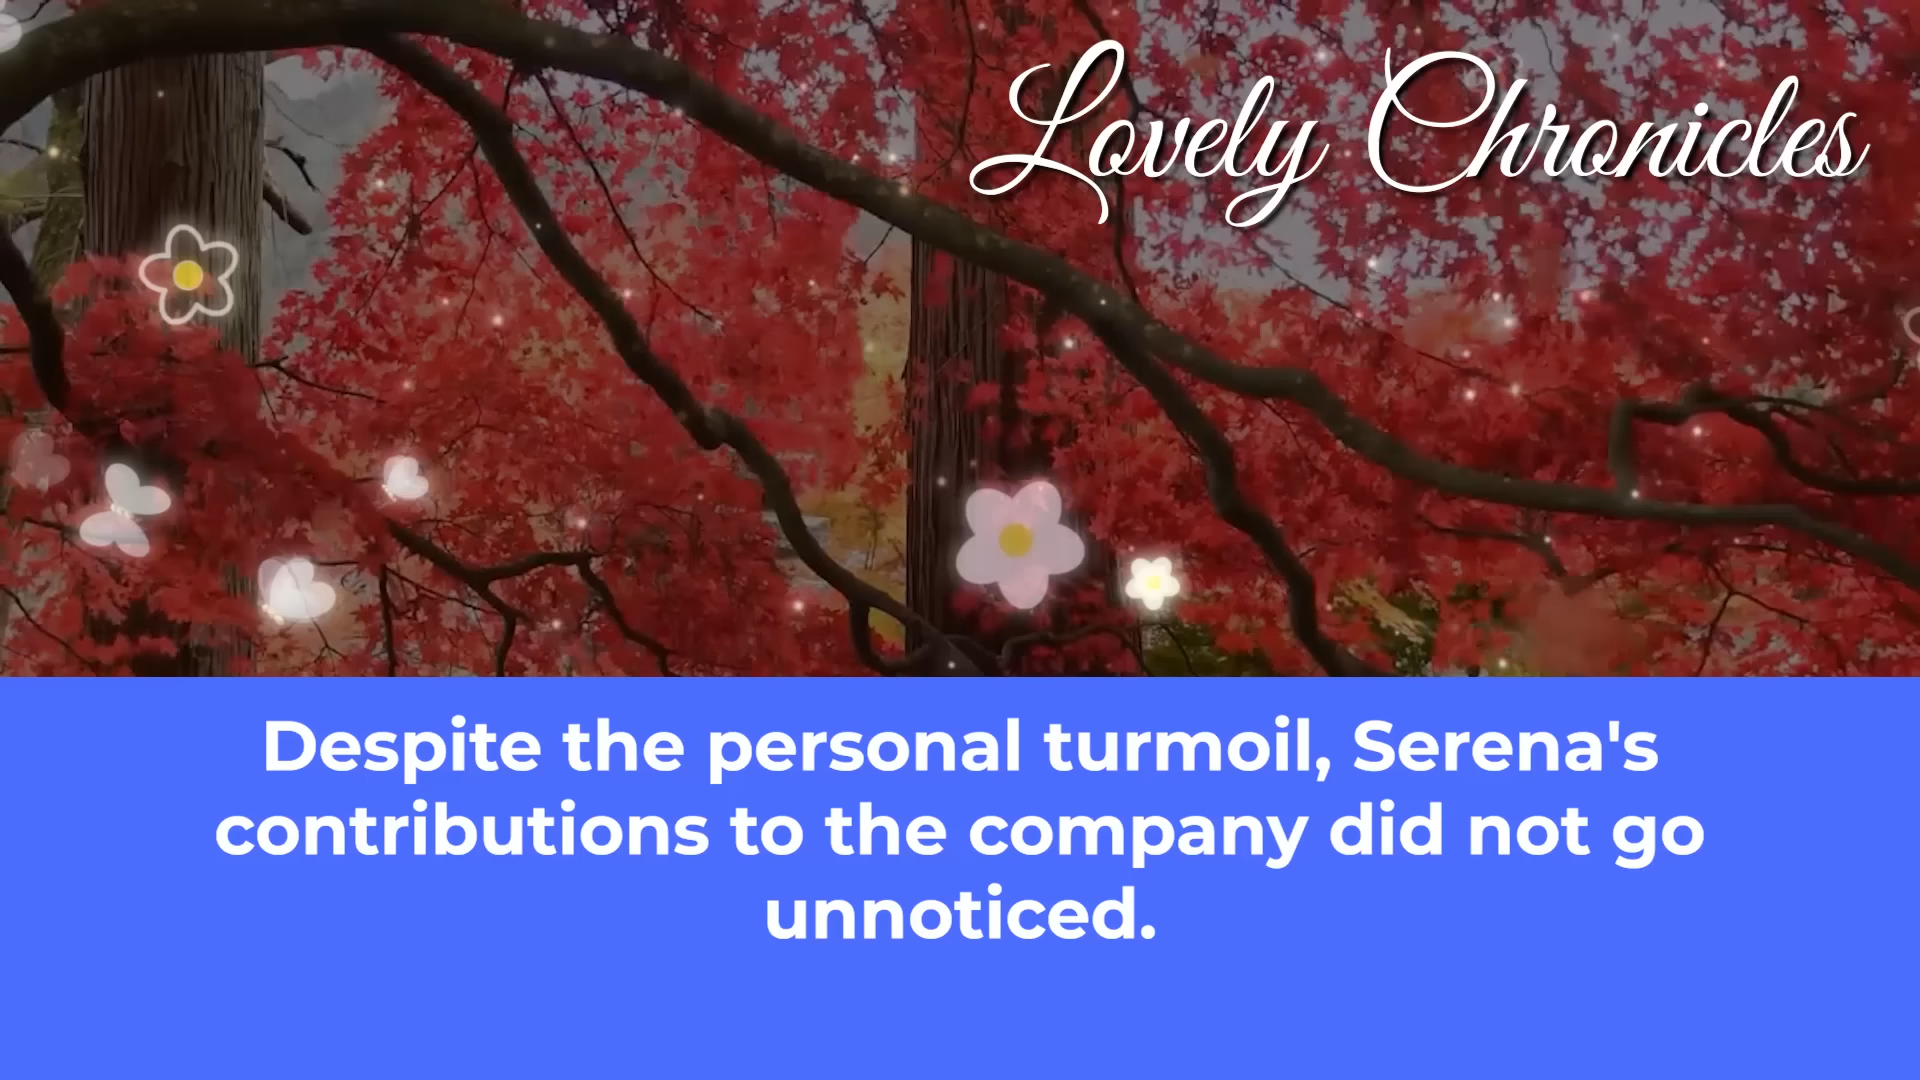 Lovely Chronicles
Despite the personal turmoil, Serena's
contributions to the company did not go
unnoticed.